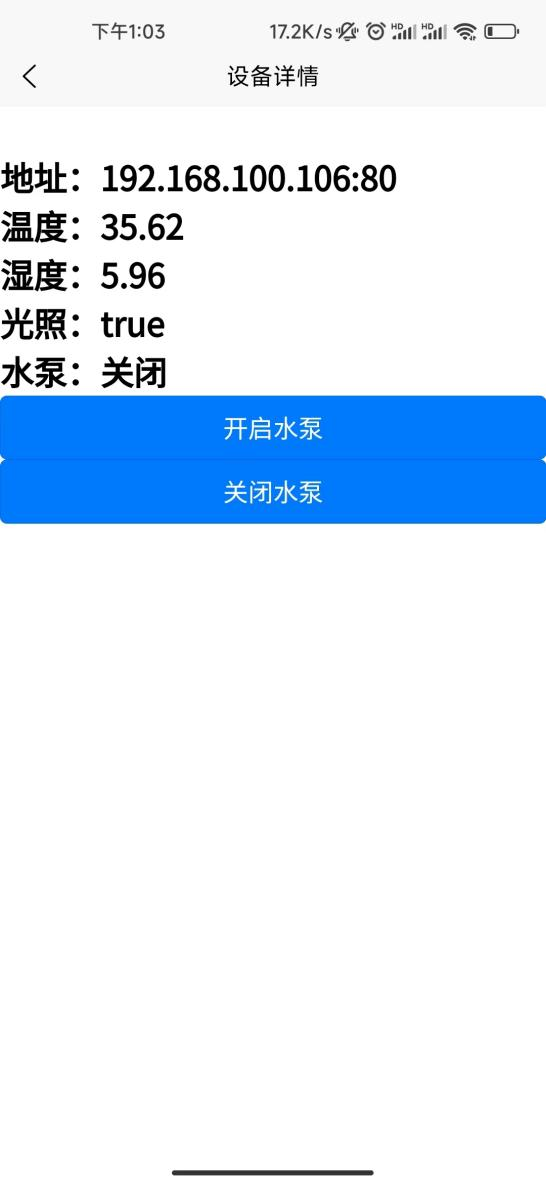 下午1:03 17.2K/s HD HD
设备详情
地址：192.168.100.106:80
温度：35.62
湿度：5.96
光照：true
水泵：关闭
开启水泵
关闭水泵